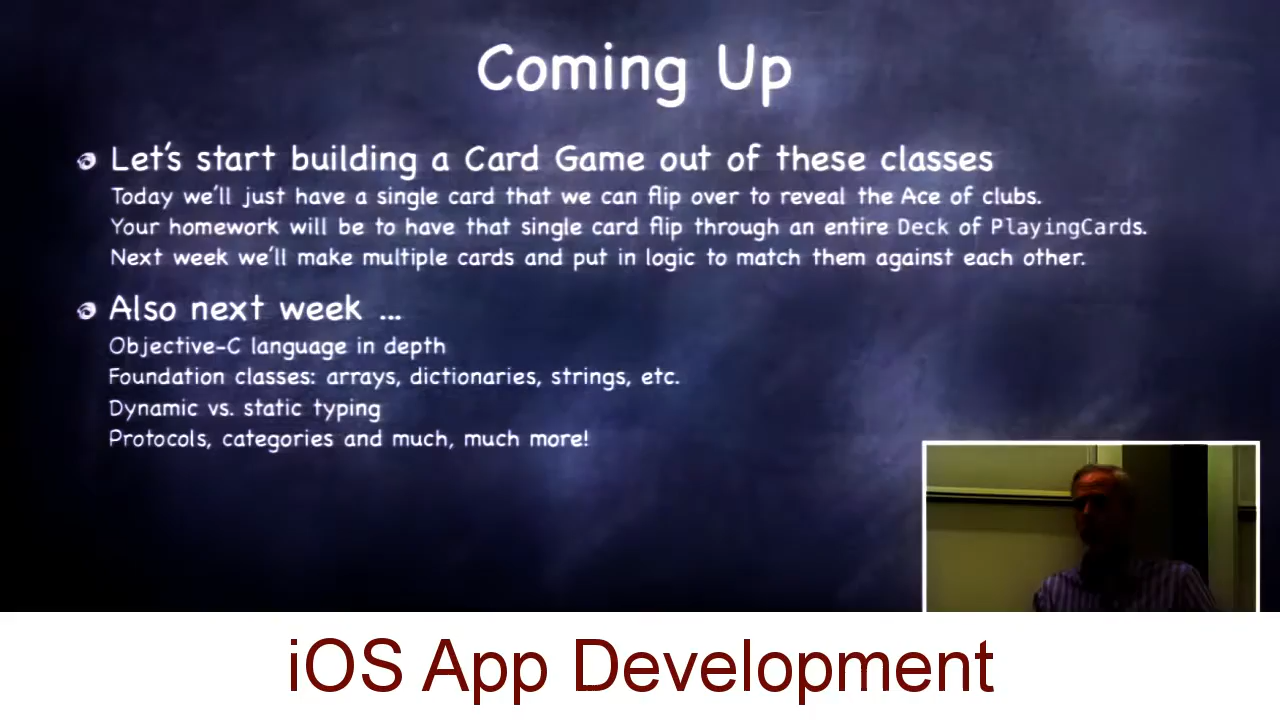 Coming Up
Let's start building a Card Game out of these classes
Today we'll just have a single card that we can flip over to reveal the Ace of clubs.
Your homework will be to have that single card flip through an entire Deck of PlayingCards.
Next week we'll make multiple cards and put in logic to match them against each other.
Also next week ...
Objective-C language in depth
Foundation classes: arrays, dictionaries, strings, etc.
Dynamic vs. static typing
Protocols, categories and much, much more!
iOS App Development